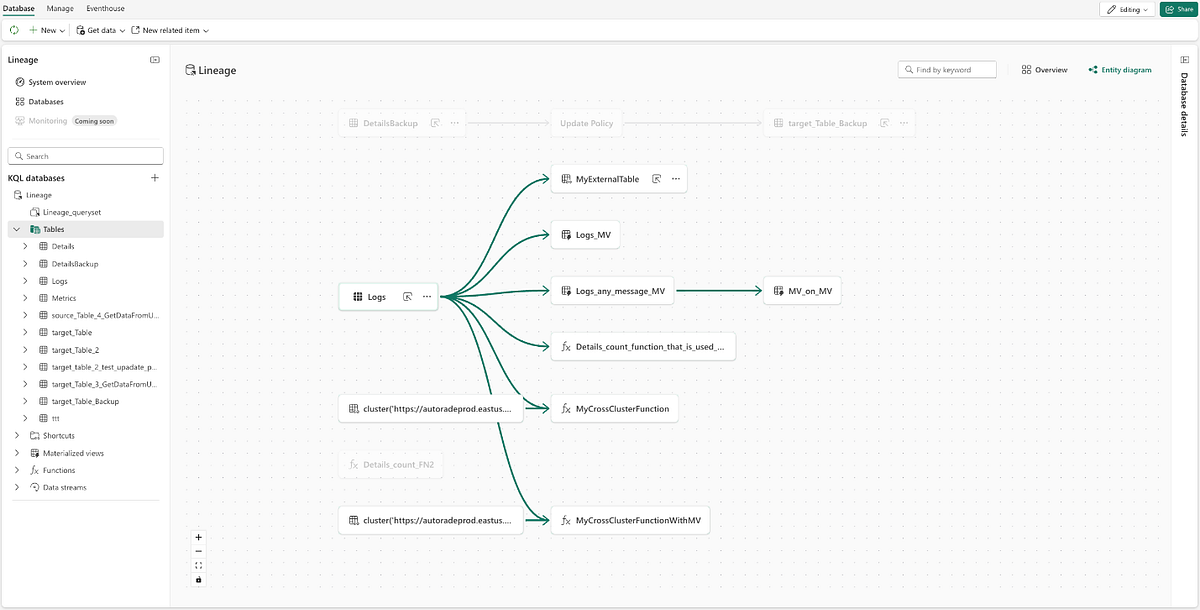 Database Manage Eventhouse
Editing
Share
New Get data New related item
Lineage
System overview
Databases
Monitoring Coming soon
Search
KQL databases
Lineage
Lineage_queryset
Tables
Details
DetailsBackup
Logs
Metrics
source_Table_4_GetDataFromU...
target_Table
target_Table_2
target_table_2_test_upadate_p...
target_Table_3_GetDataFromU...
target_Table_Backup
ttt
Shortcuts
Materialized views
Functions
Data streams
Lineage
Find by keyword
Overview
Entity diagram
DetailsBackup
Update Policy
target_Table_Backup
MyExternalTable
Logs_MV
Logs
Logs_any_message_MV
MV_on_MV
Details_count_function_that_is_used_...
cluster('https://autoradeprod.eastus....
MyCrossClusterFunction
Details_count_FN2
cluster('https://autoradeprod.eastus....
MyCrossClusterFunctionWithMV
Database details